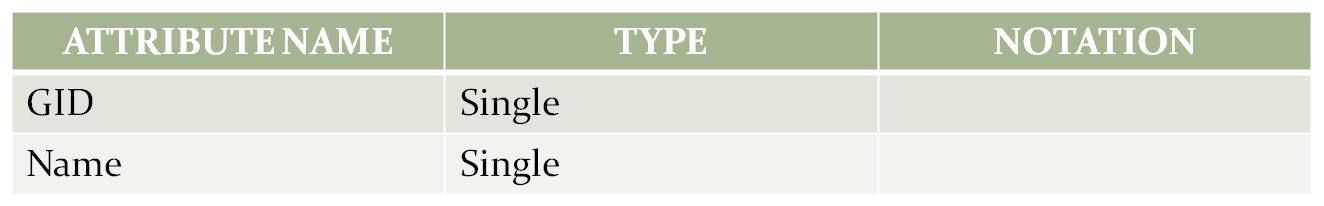 ATTRIBUTE NAME TYPE NOTATION
GID Single
Name Single